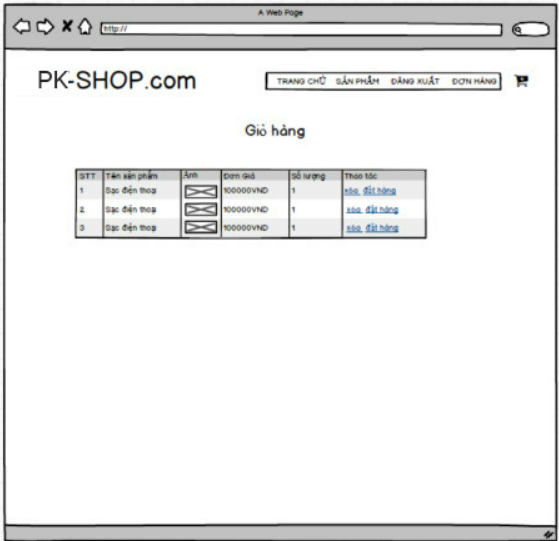 A Web Page
http://
PK-SHOP.com
TRANG CHỦ SẢN PHẨM ĐĂNG XUẤT ĐƠN HÀNG
Giỏ hàng
STT Tên sản phẩm Ảnh Đơn Giá Số lượng Thao tác
1 Sạc điện thoại 100000VND 1 xóa đặt hàng
2 Sạc điện thoại 100000VND 1 xóa đặt hàng
3 Sạc điện thoại 100000VND 1 xóa đặt hàng